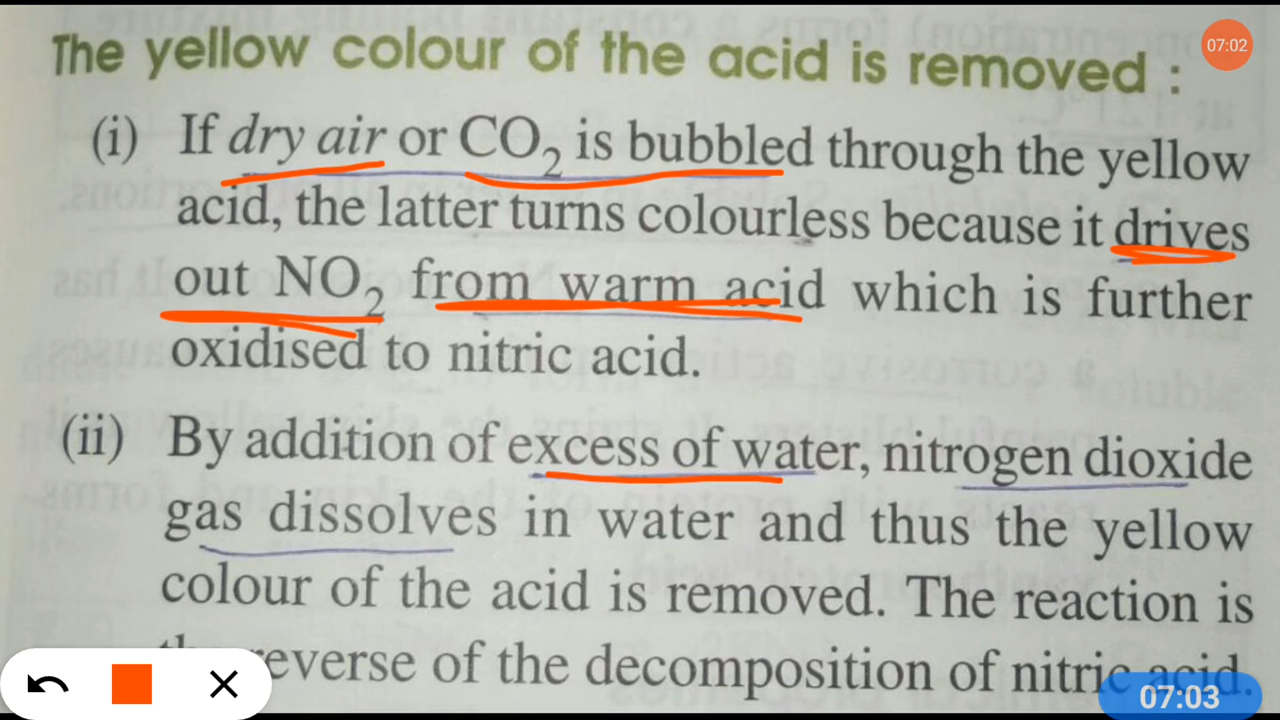 The yellow colour of the acid is removed :
07:02
(i) If dry air or CO₂ is bubbled through the yellow
acid, the latter turns colourless because it drives
out NO₂ from warm acid which is further
oxidised to nitric acid.
(ii) By addition of excess of water, nitrogen dioxide
gas dissolves in water and thus the yellow
colour of the acid is removed. The reaction is
reverse of the decomposition of nitric acid.
07:03